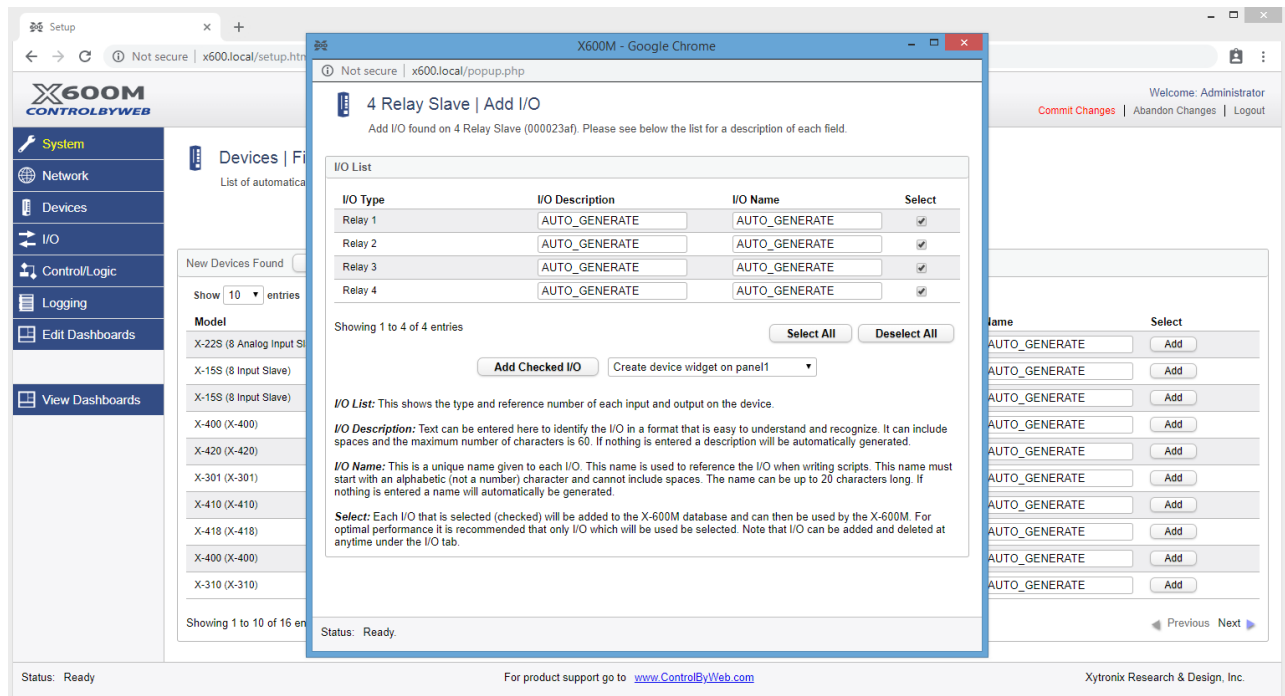 Setup
Not secure | x600.local/setup.htm
X600M
CONTROLBYWEB
Welcome: Administrator
Commit Changes | Abandon Changes | Logout
System
Network
Devices
I/O
Control/Logic
Logging
Edit Dashboards
View Dashboards
Devices | Fi
List of automatica
New Devices Found
Show 10 entries
Model
X-22S (8 Analog Input Sl
X-15S (8 Input Slave)
X-15S (8 Input Slave)
X-400 (X-400)
X-420 (X-420)
X-301 (X-301)
X-410 (X-410)
X-418 (X-418)
X-400 (X-400)
X-310 (X-310)
Showing 1 to 10 of 16 en
X600M - Google Chrome
Not secure | x600.local/popup.php
4 Relay Slave | Add I/O
Add I/O found on 4 Relay Slave (000023af). Please see below the list for a description of each field.
I/O List
I/O Type I/O Description I/O Name Select
Relay 1 AUTO_GENERATE AUTO_GENERATE
Relay 2 AUTO_GENERATE AUTO_GENERATE
Relay 3 AUTO_GENERATE AUTO_GENERATE
Relay 4 AUTO_GENERATE AUTO_GENERATE
Showing 1 to 4 of 4 entries
Select All Deselect All
Add Checked I/O Create device widget on panel1
I/O List: This shows the type and reference number of each input and output on the device.
I/O Description: Text can be entered here to identify the I/O in a format that is easy to understand and recognize. It can include
spaces and the maximum number of characters is 60. If nothing is entered a description will be automatically generated.
I/O Name: This is a unique name given to each I/O. This name is used to reference the I/O when writing scripts. This name must
start with an alphabetic (not a number) character and cannot include spaces. The name can be up to 20 characters long. If
nothing is entered a name will automatically be generated.
Select: Each I/O that is selected (checked) will be added to the X-600M database and can then be used by the X-600M. For
optimal performance it is recommended that only I/O which will be used be selected. Note that I/O can be added and deleted at
anytime under the I/O tab.
Status: Ready.
Name Select
AUTO_GENERATE Add
AUTO_GENERATE Add
AUTO_GENERATE Add
AUTO_GENERATE Add
AUTO_GENERATE Add
AUTO_GENERATE Add
AUTO_GENERATE Add
AUTO_GENERATE Add
AUTO_GENERATE Add
AUTO_GENERATE Add
Previous Next
Status: Ready
For product support go to www.ControlByWeb.com
Xytronix Research & Design, Inc.